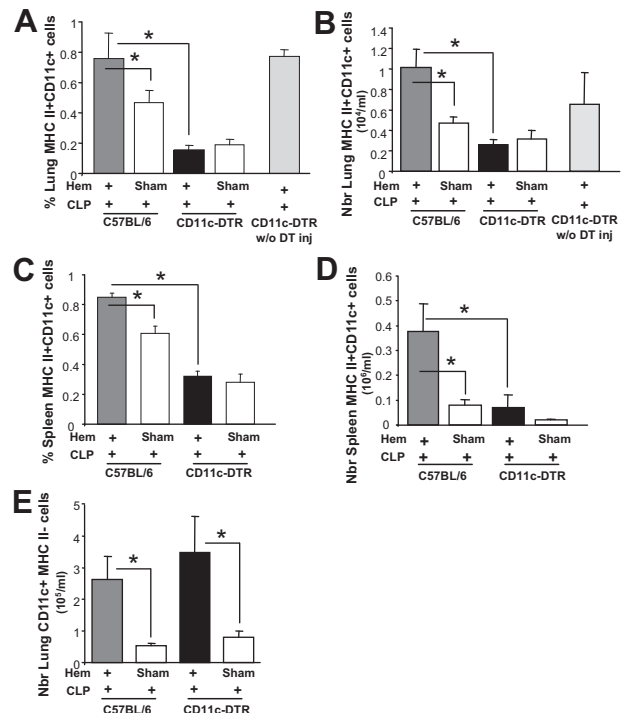 A
% Lung MHC II+CD11c+ cells
0.8
0.6
0.4
0.2
0
*
*
Hem + Sham + Sham +
CLP + + + + +
C57BL/6 CD11c-DTR CD11c-DTR
w/o DT inj
B
Nbr Lung MHC II+CD11c+ cells
(10⁴/ml)
1.4
1.2
1
0.8
0.6
0.4
0.2
0
*
*
Hem + Sham + Sham +
CLP + + + + +
C57BL/6 CD11c-DTR CD11c-DTR
w/o DT inj
C
% Spleen MHC II+CD11c+ cells
1
0.8
0.6
0.4
0.2
0
*
*
Hem + Sham + Sham
CLP + + + +
C57BL/6 CD11c-DTR
D
Nbr Spleen MHC II+CD11c+ cells
(10⁶/ml)
0.6
0.5
0.4
0.3
0.2
0.1
0
*
*
Hem + Sham + Sham
CLP + + + +
C57BL/6 CD11c-DTR
E
Nbr Lung CD11c+ MHC II- cells
(10⁵/ml)
5
4
3
2
1
0
*
*
Hem + Sham + Sham
CLP + + + +
C57BL/6 CD11c-DTR